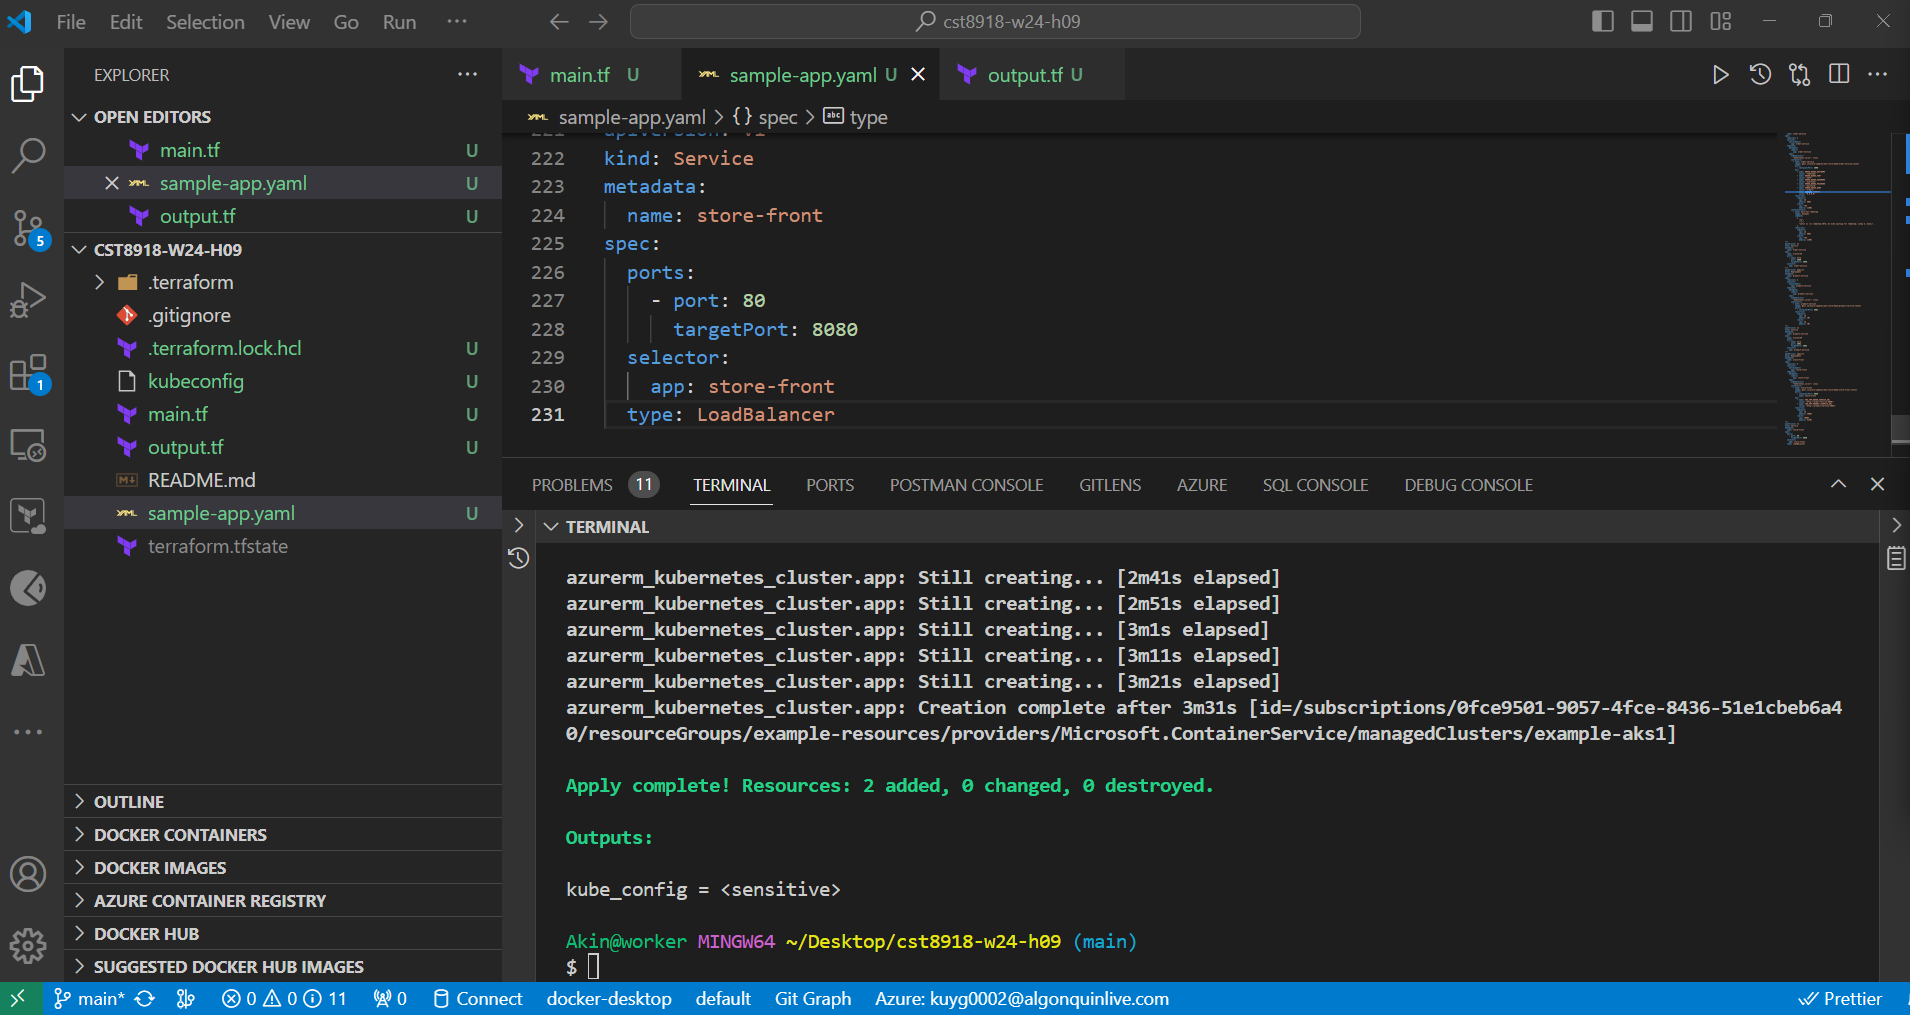 File Edit Selection View Go Run ···
cst8918-w24-h09
EXPLORER
OPEN EDITORS
main.tf U
sample-app.yaml U
output.tf U
CST8918-W24-H09
.terraform
.gitignore
.terraform.lock.hcl U
kubeconfig U
main.tf U
output.tf U
README.md
sample-app.yaml U
terraform.tfstate
OUTLINE
DOCKER CONTAINERS
DOCKER IMAGES
AZURE CONTAINER REGISTRY
DOCKER HUB
SUGGESTED DOCKER HUB IMAGES
5
1
main.tf U
sample-app.yaml U
output.tf U
sample-app.yaml > {} spec > abc type
222 kind: Service
223 metadata:
224 name: store-front
225 spec:
226 ports:
227 - port: 80
228 targetPort: 8080
229 selector:
230 app: store-front
231 type: LoadBalancer
PROBLEMS 11 TERMINAL PORTS POSTMAN CONSOLE GITLENS AZURE SQL CONSOLE DEBUG CONSOLE
TERMINAL
azurerm_kubernetes_cluster.app: Still creating... [2m41s elapsed]
azurerm_kubernetes_cluster.app: Still creating... [2m51s elapsed]
azurerm_kubernetes_cluster.app: Still creating... [3m1s elapsed]
azurerm_kubernetes_cluster.app: Still creating... [3m11s elapsed]
azurerm_kubernetes_cluster.app: Still creating... [3m21s elapsed]
azurerm_kubernetes_cluster.app: Creation complete after 3m31s [id=/subscriptions/0fce9501-9057-4fce-8436-51e1cbeb6a4
0/resourceGroups/example-resources/providers/Microsoft.ContainerService/managedClusters/example-aks1]
Apply complete! Resources: 2 added, 0 changed, 0 destroyed.
Outputs:
kube_config = <sensitive>
Akin@worker MINGW64 ~/Desktop/cst8918-w24-h09 (main)
$
main* 0 0 11 0 Connect docker-desktop default Git Graph Azure: kuyg0002@algonquinlive.com Prettier